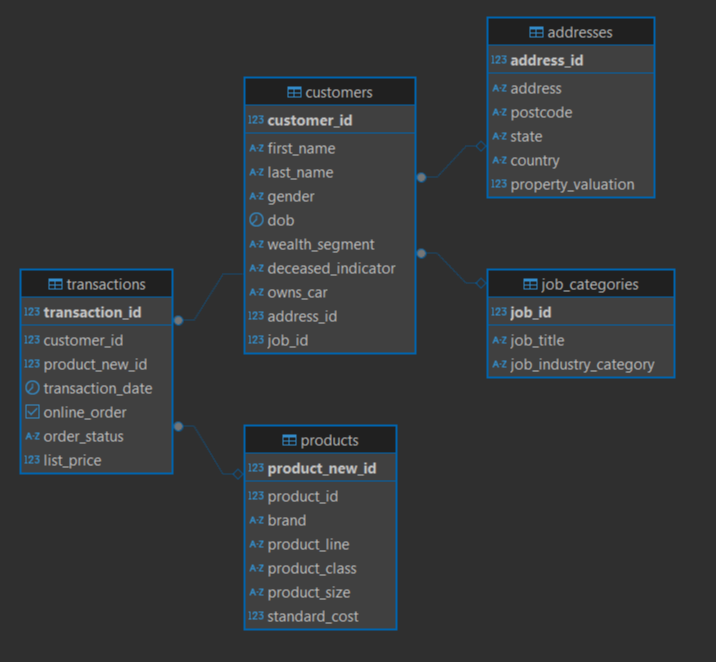 addresses
123 address_id
A-Z address
A-Z postcode
A-Z state
A-Z country
123 property_valuation
customers
123 customer_id
A-Z first_name
A-Z last_name
A-Z gender
dob
A-Z wealth_segment
A-Z deceased_indicator
A-Z owns_car
123 address_id
123 job_id
transactions
123 transaction_id
123 customer_id
123 product_new_id
transaction_date
online_order
A-Z order_status
123 list_price
job_categories
123 job_id
A-Z job_title
A-Z job_industry_category
products
123 product_new_id
123 product_id
A-Z brand
A-Z product_line
A-Z product_class
A-Z product_size
123 standard_cost